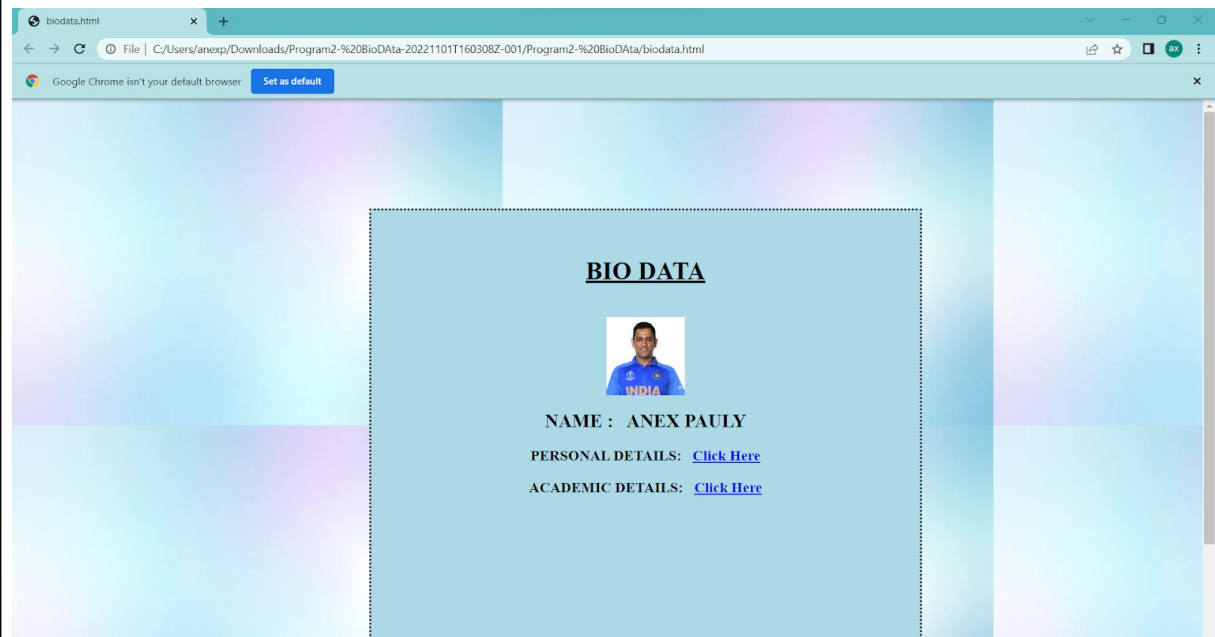 biodata.html
File | C:/Users/anexp/Downloads/Program2-%20BioDAta-20221101T160308Z-001/Program2-%20BioDAta/biodata.html
ax
Google Chrome isn't your default browser Set as default
BIO DATA
INDIA
NAME : ANEX PAULY
PERSONAL DETAILS: Click Here
ACADEMIC DETAILS: Click Here